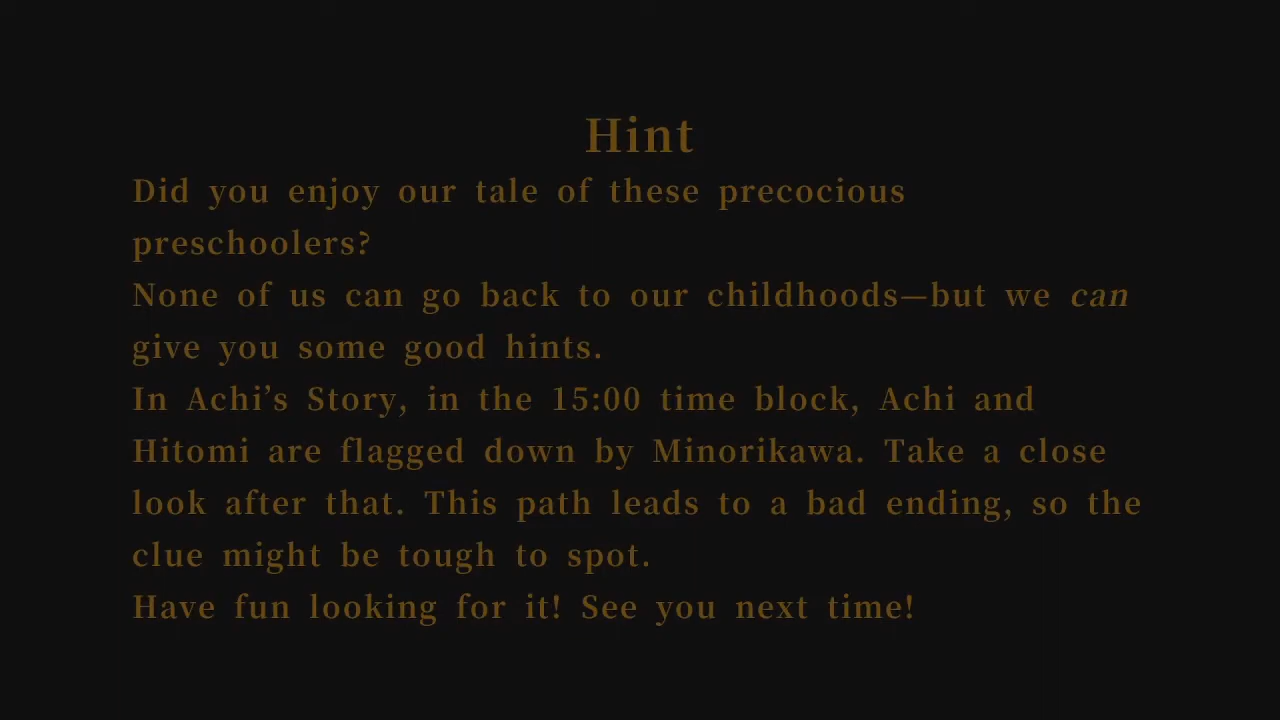 Hint
Did you enjoy our tale of these precocious
preschoolers?
None of us can go back to our childhoods—but we can
give you some good hints.
In Achi’s Story, in the 15:00 time block, Achi and
Hitomi are flagged down by Minorikawa. Take a close
look after that. This path leads to a bad ending, so the
clue might be tough to spot.
Have fun looking for it! See you next time!